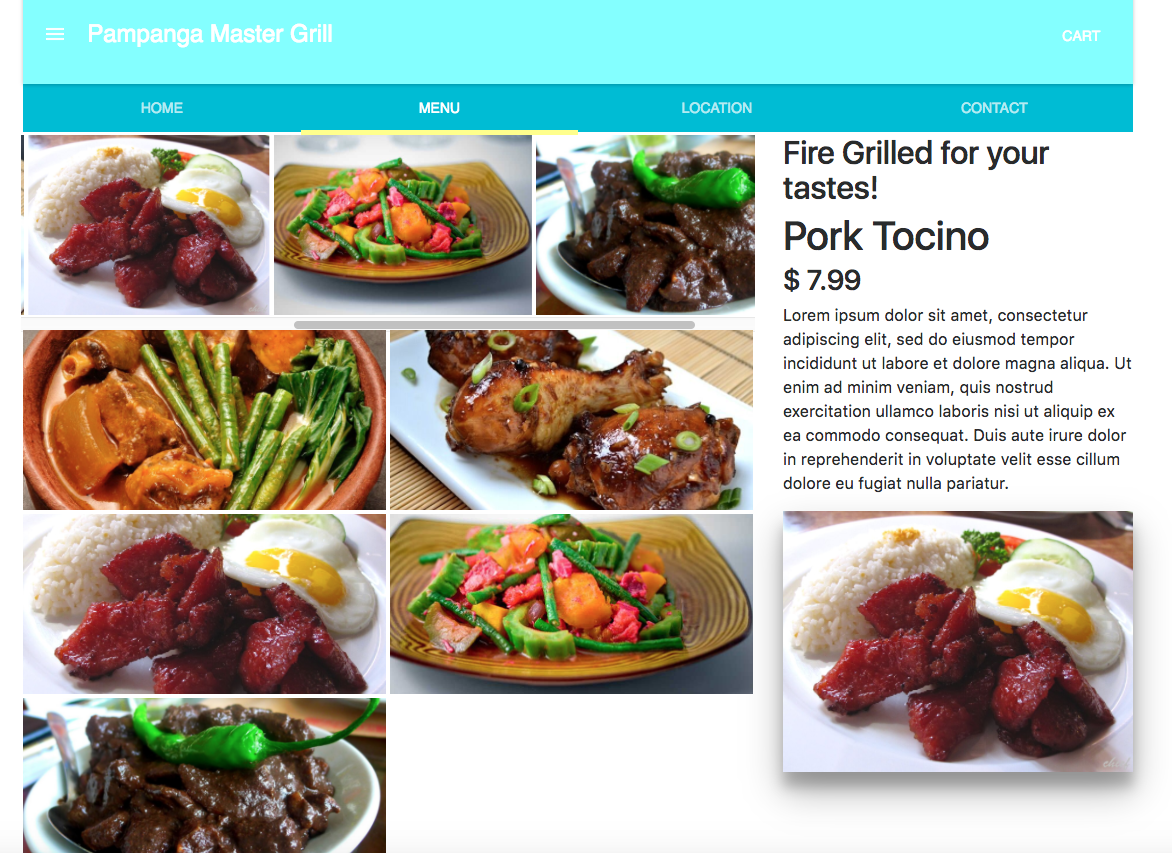 Pampanga Master Grill
CART
HOME
MENU
LOCATION
CONTACT
Fire Grilled for your
tastes!
Pork Tocino
$ 7.99
Lorem ipsum dolor sit amet, consectetur
adipiscing elit, sed do eiusmod tempor
incididunt ut labore et dolore magna aliqua. Ut
enim ad minim veniam, quis nostrud
exercitation ullamco laboris nisi ut aliquip ex
ea commodo consequat. Duis aute irure dolor
in reprehenderit in voluptate velit esse cillum
dolore eu fugiat nulla pariatur.